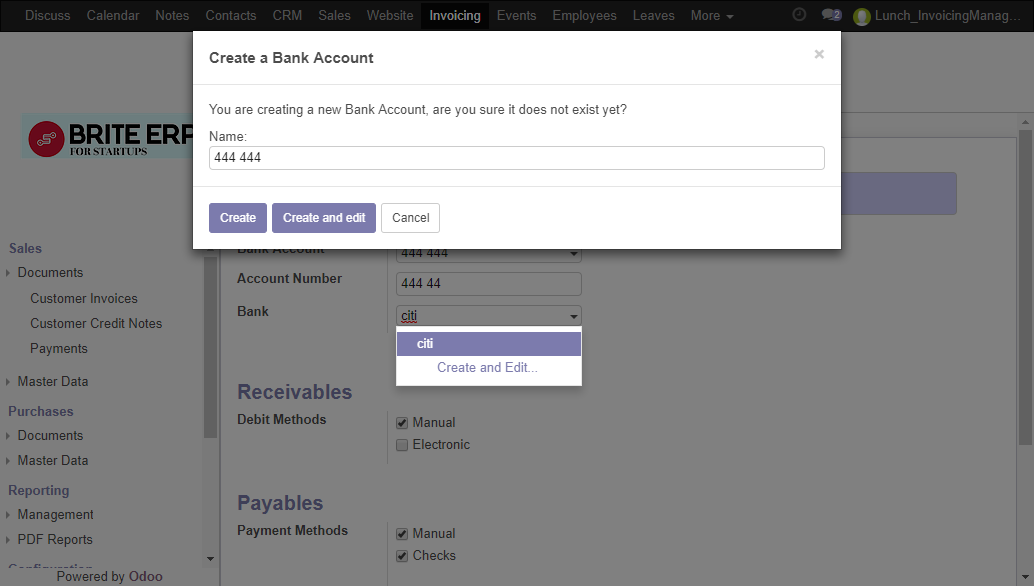 Discuss Calendar Notes Contacts CRM Sales Website Invoicing Events Employees Leaves More 2 Lunch_InvoicingManag...
Create a Bank Account ×
You are creating a new Bank Account, are you sure it does not exist yet?
Name:
444 444
Create Create and edit Cancel
BRITE ERP
FOR STARTUPS
Sales
Documents
Customer Invoices
Customer Credit Notes
Payments
Master Data
Purchases
Documents
Master Data
Reporting
Management
PDF Reports
Configuration
Powered by Odoo
Bank Account 444 444
Account Number 444 44
Bank citi
citi
Create and Edit...
Receivables
Debit Methods Manual
Electronic
Payables
Payment Methods Manual
Checks